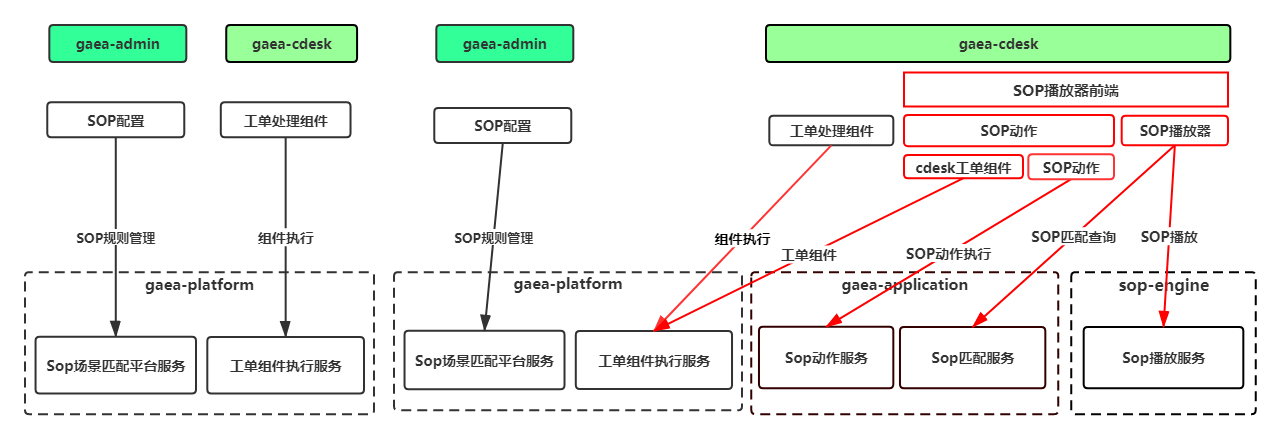 gaea-admin
gaea-cdesk
gaea-admin
gaea-cdesk
SOP播放器前端
SOP配置
工单处理组件
SOP配置
工单处理组件
SOP动作
SOP播放器
cdesk工单组件
SOP动作
SOP规则管理
组件执行
SOP规则管理
组件执行
工单组件
SOP动作执行
SOP匹配查询
SOP播放
gaea-platform
gaea-platform
gaea-application
sop-engine
Sop场景匹配平台服务
工单组件执行服务
Sop场景匹配平台服务
工单组件执行服务
Sop动作服务
Sop匹配服务
Sop播放服务